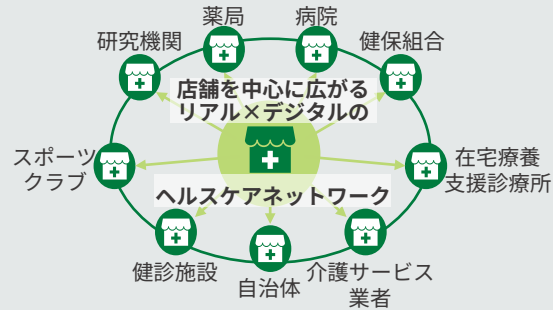 薬局
病院
研究機関
健保組合
店舗を中心に広がる
リアル×デジタルの
スポーツ
クラブ
在宅療養
支援診療所
ヘルスケアネットワーク
健診施設
自治体
介護サービス
業者